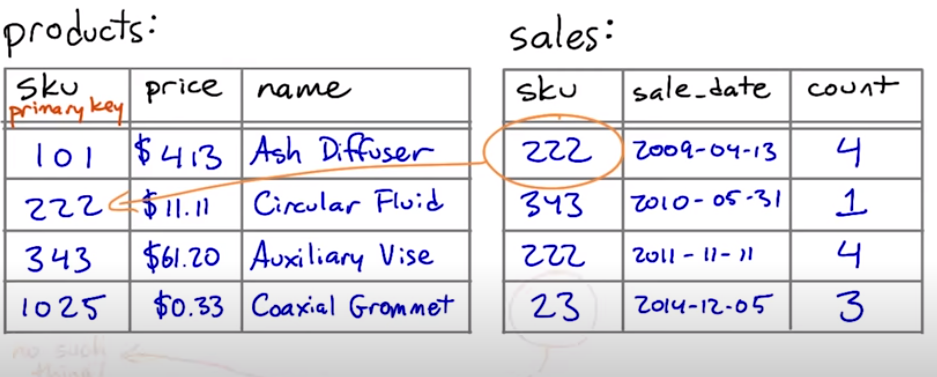 products:
sku price name
primary key
101 $413 Ash Diffuser
222 $11.11 Circular Fluid
343 $61.20 Auxiliary Vise
1025 $0.33 Coaxial Grommet
no such
thing!
sales:
sku sale_date count
222 2009-04-13 4
343 2010-05-31 1
222 2011-11-11 4
23 2014-12-05 3